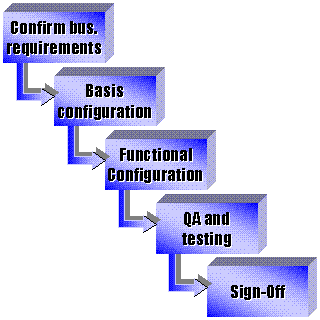 Confirm bus.
requirements
Basis
configuration
Functional
Configuration
QA and
testing
Sign-Off